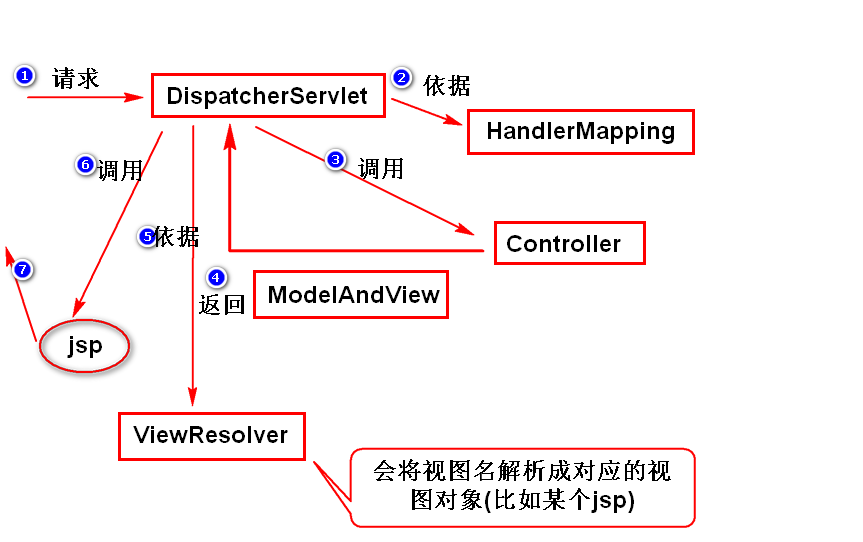 1 请求
DispatcherServlet
2 依据
HandlerMapping
3 调用
Controller
4 返回
ModelAndView
5 依据
ViewResolver
6 调用
jsp
7
会将视图名解析成对应的视
图对象(比如某个jsp)